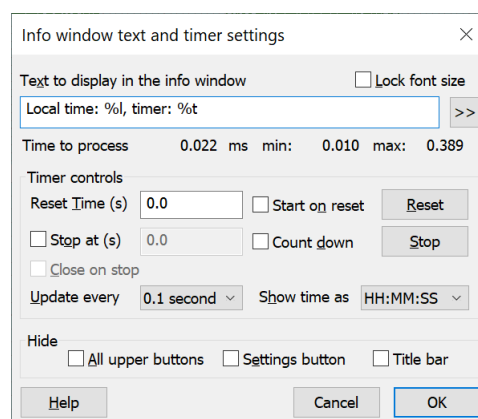 Info window text and timer settings
Text to display in the info window Lock font size
Local time: %l, timer: %t >>
Time to process 0.022 ms min: 0.010 max: 0.389
Timer controls
Reset Time (s) 0.0 Start on reset Reset
Stop at (s) 0.0 Count down Stop
Close on stop
Update every 0.1 second Show time as HH:MM:SS
Hide
All upper buttons Settings button Title bar
Help Cancel OK